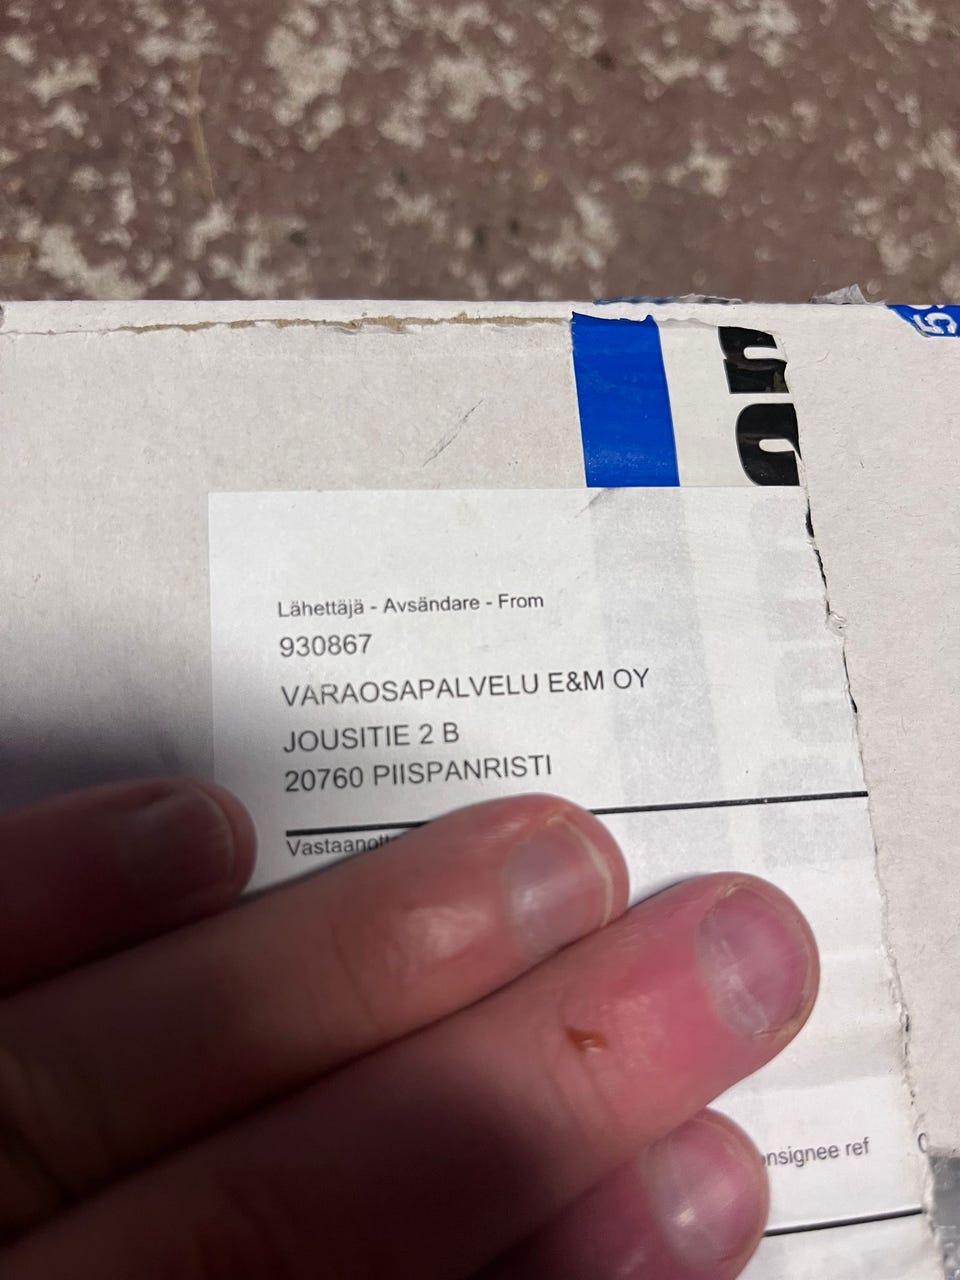 Lähettäjä - Avsändare - From
930867
VARAOSAPALVELU E&M OY
JOUSITIE 2 B
20760 PIISPANRISTI